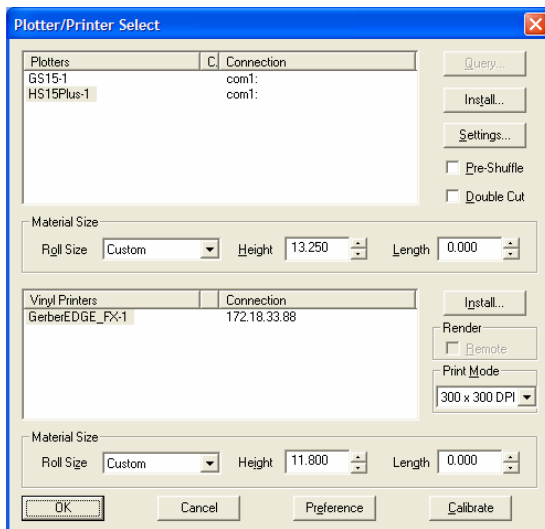 Plotter/Printer Select
Plotters C. Connection
GS15-1 com1:
HS15Plus-1 com1:
Query...
Install...
Settings...
Pre-Shuffle
Double Cut
Material Size
Roll Size Custom Height 13.250 Length 0.000
Vinyl Printers Connection
GerberEDGE_FX-1 172.18.33.88
Install...
Render
Remote
Print Mode
300 x 300 DPI
Material Size
Roll Size Custom Height 11.800 Length 0.000
OK Cancel Preference Calibrate